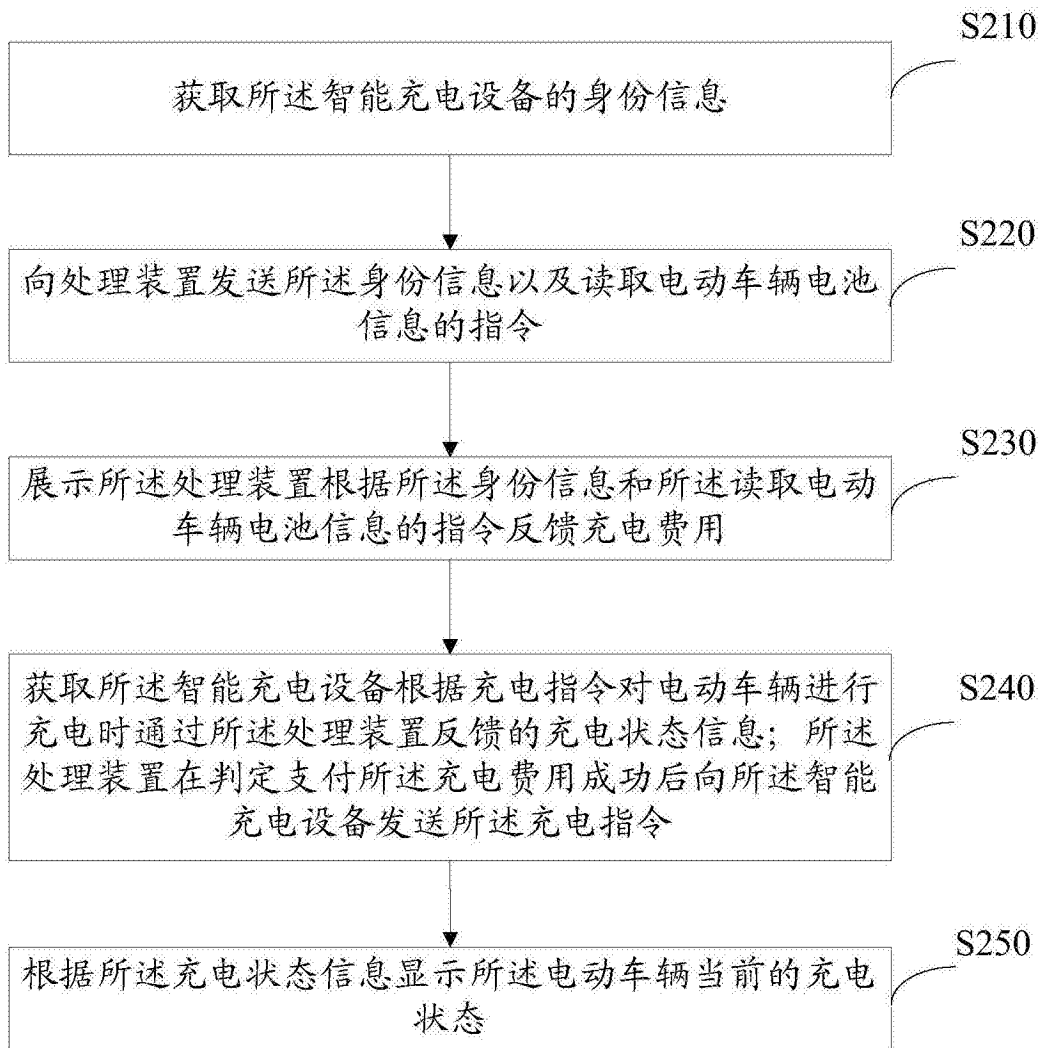 S210
获取所述智能充电设备的身份信息
S220
向处理装置发送所述身份信息以及读取电动车辆电池
信息的指令
S230
展示所述处理装置根据所述身份信息和所述读取电动
车辆电池信息的指令反馈充电费用
S240
获取所述智能充电设备根据充电指令对电动车辆进行
充电时通过所述处理装置反馈的充电状态信息；所述
处理装置在判定支付所述充电费用成功后向所述智能
充电设备发送所述充电指令
S250
根据所述充电状态信息显示所述电动车辆当前的充电
状态